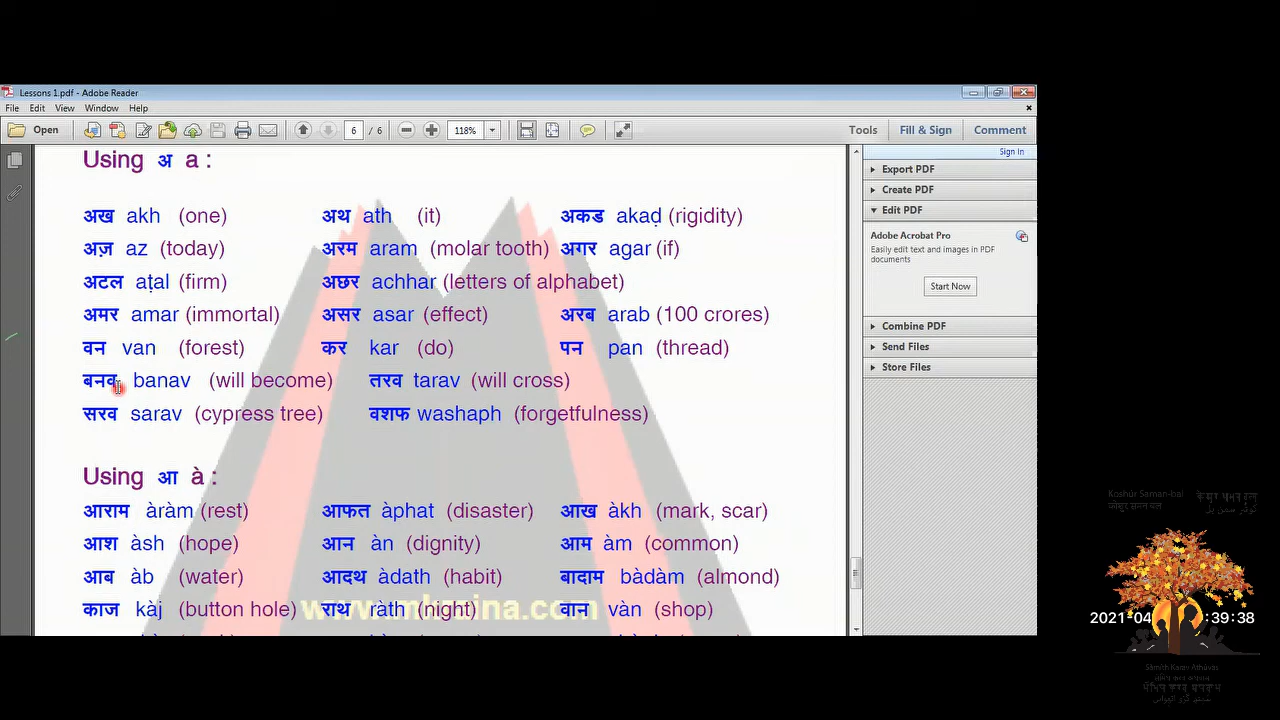 Lessons 1.pdf - Adobe Reader
File Edit View Window Help
Open 6 / 6 118% Tools Fill & Sign Comment
Sign In
Using अ a :
अख akh (one) अथ ath (it) अकड akaḍ (rigidity)
अज़ az (today) अरम aram (molar tooth) अगर agar (if)
अटल aṭal (firm) अछर achhar (letters of alphabet)
अमर amar (immortal) असर asar (effect) अरब arab (100 crores)
वन van (forest) कर kar (do) पन pan (thread)
बनव banav (will become) तरव tarav (will cross)
सरव sarav (cypress tree) वशफ washaph (forgetfulness)
Using आ à :
आराम àràm (rest) आफत àphat (disaster) आख àkh (mark, scar)
आश àsh (hope) आन àn (dignity) आम àm (common)
आब àb (water) आदथ àdath (habit) बादाम bàdàm (almond)
काज kàj (button hole) राथ ràth (night) वान vàn (shop)
Export PDF
Create PDF
Edit PDF
Adobe Acrobat Pro
Easily edit text and images in PDF
documents
Start Now
Combine PDF
Send Files
Store Files
2021-04 :39:38